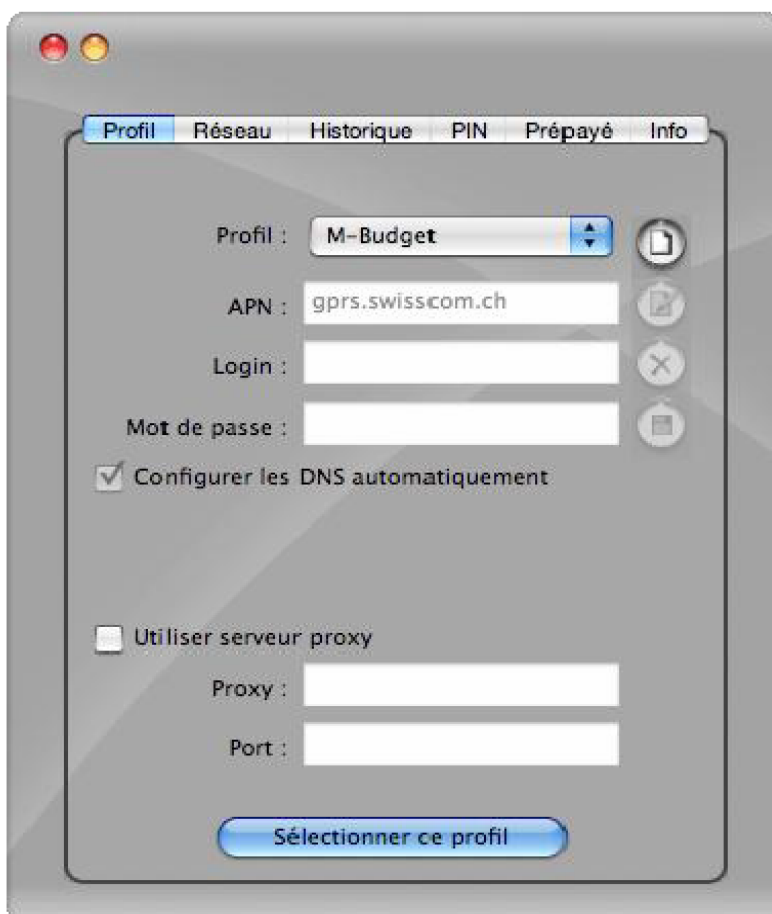 Profil Réseau Historique PIN Prépayé Info
Profil : M-Budget
APN : gprs.swisscom.ch
Login :
Mot de passe :
Configurer les DNS automatiquement
Utiliser serveur proxy
Proxy :
Port :
Sélectionner ce profil